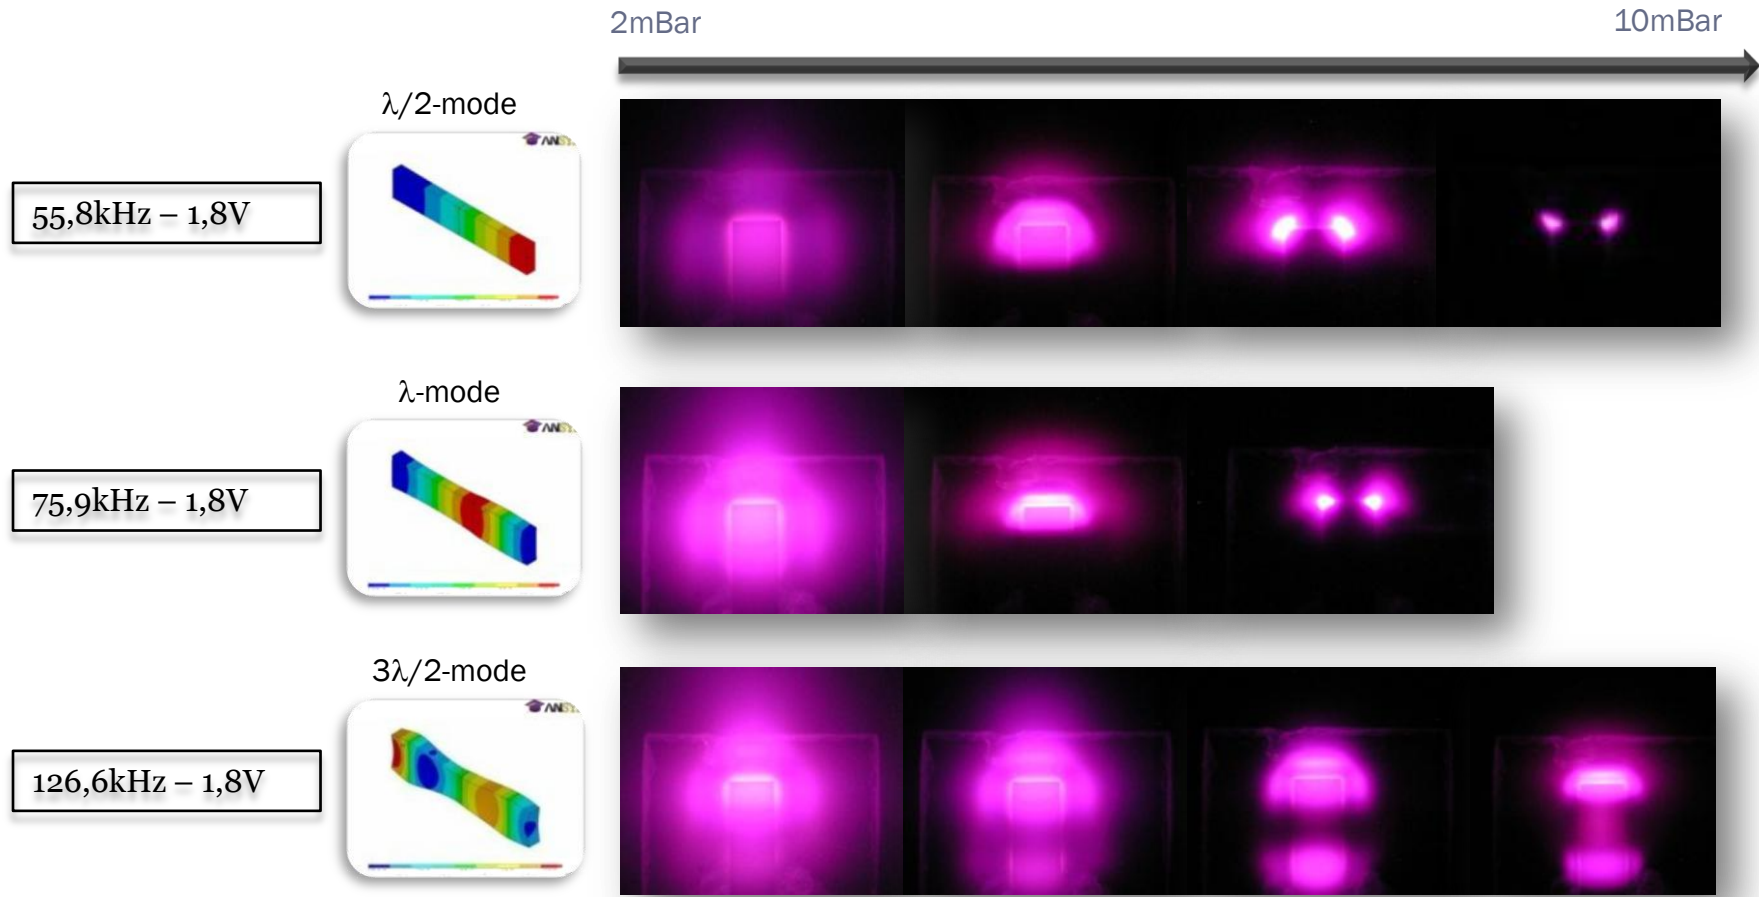 2mBar
10mBar
λ/2-mode
55,8kHz – 1,8V
λ-mode
75,9kHz – 1,8V
3λ/2-mode
126,6kHz – 1,8V